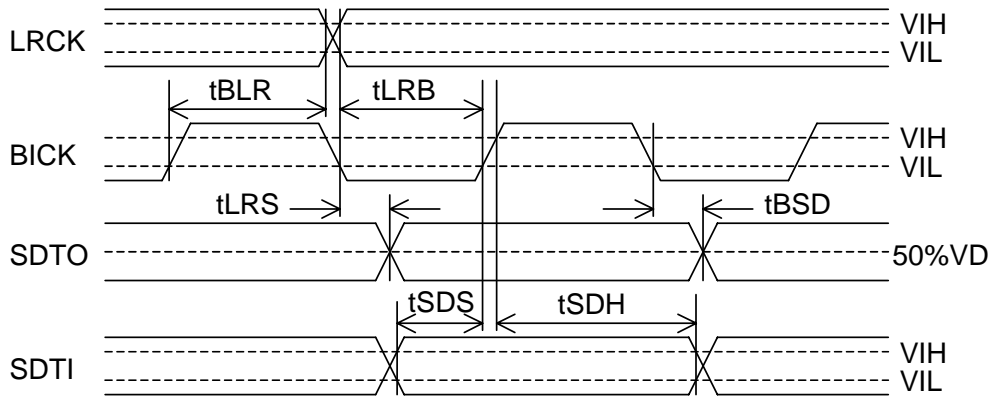 LRCK
VIH
VIL
tBLR
tLRB
BICK
VIH
VIL
tLRS
tBSD
SDTO
50%VD
tSDS
tSDH
SDTI
VIH
VIL